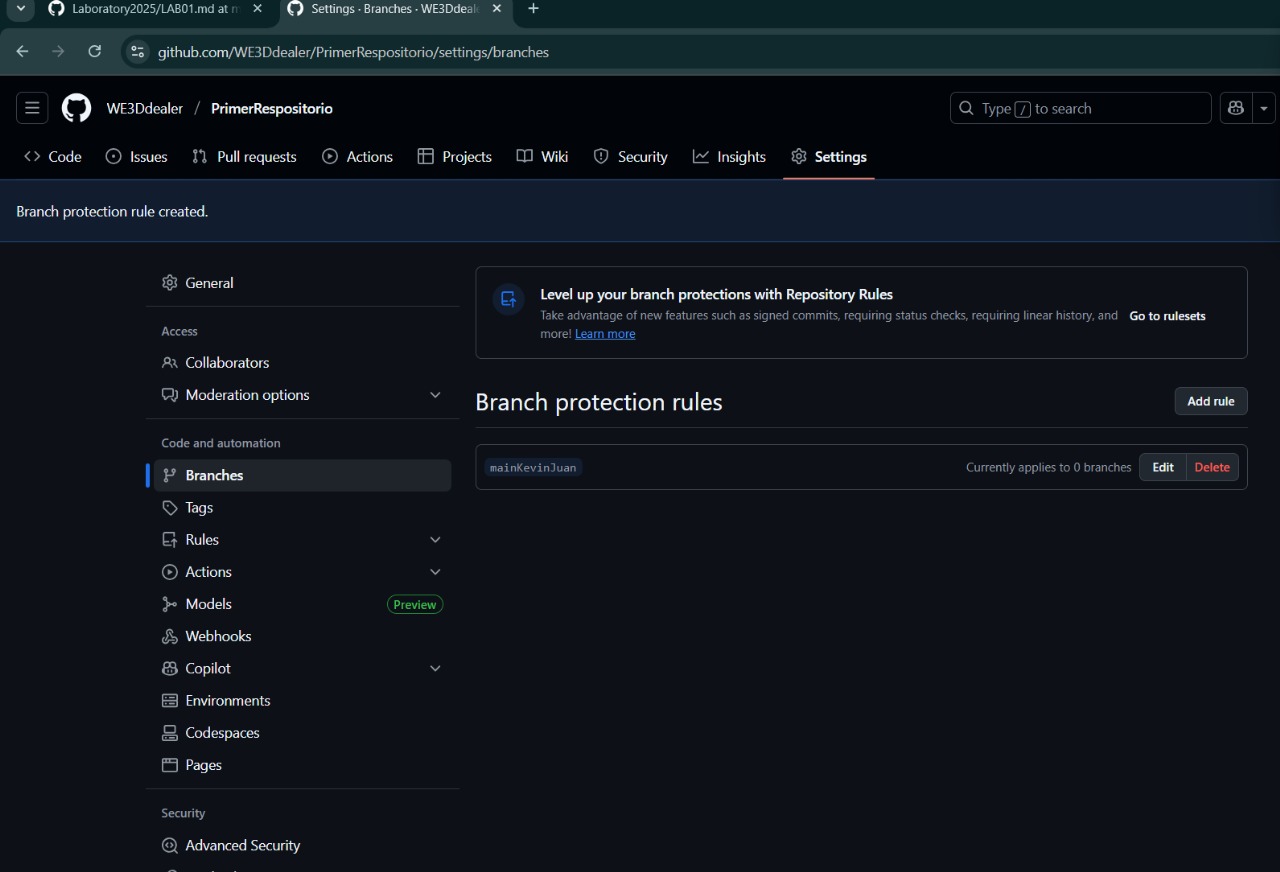 Laboratory2025/LAB01.md at m
Settings · Branches · WE3Ddeale
github.com/WE3Ddealer/PrimerRespositorio/settings/branches
WE3Ddealer / PrimerRespositorio
Type / to search
Code Issues Pull requests Actions Projects Wiki Security Insights Settings
Branch protection rule created.
General
Access
Collaborators
Moderation options
Code and automation
Branches
Tags
Rules
Actions
Models Preview
Webhooks
Copilot
Environments
Codespaces
Pages
Security
Advanced Security
Level up your branch protections with Repository Rules
Take advantage of new features such as signed commits, requiring status checks, requiring linear history, and
more! Learn more
Go to rulesets
Branch protection rules
Add rule
mainKevinJuan
Currently applies to 0 branches
Edit
Delete